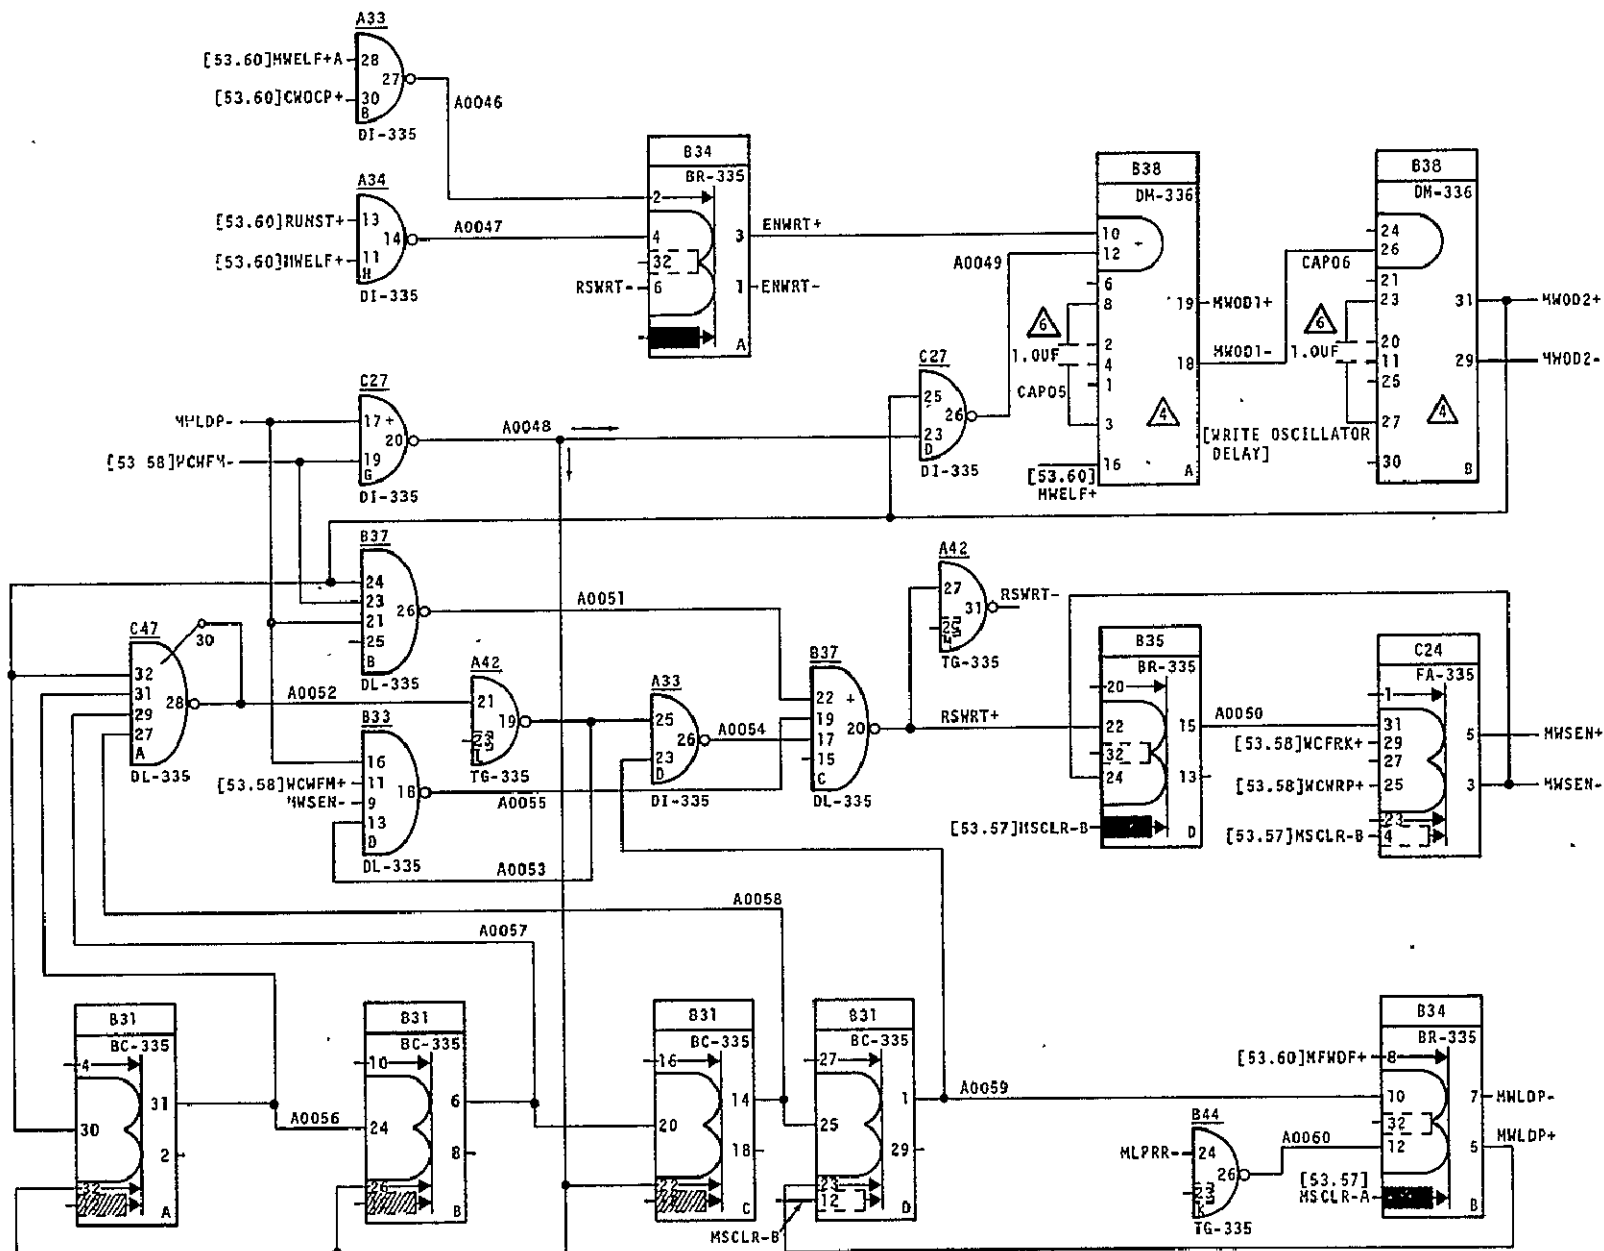 A33
[53.60]MWELF+A
28
27
[53.60]CWOCP+
30
B
A0046
DI-335
A34
[53.60]RUNST+
13
14
[53.60]MWELF+
11
H
A0047
DI-335
B34
BR-335
2
4
32
RSWRT-
6
3
ENWRT+
1
ENWRT-
A
B38
DM-336
10
12
A0049
6
8
6
2
1.0UF
4
1
CAP05
3
16
[53.60]
MWELF+
19
MWOD1+
18
MWOD1-
4
A
B38
DM-336
24
26
CAP06
21
23
6
20
1.0UF
11
25
27
30
[WRITE OSCILLATOR
DELAY]
31
MWOD2+
29
MWOD2-
4
B
C27
MWLDP-
17
+
20
[53 58]WCWFM-
19
G
A0048
DI-335
C27
25
26
23
D
DI-335
B37
24
23
21
25
26
B
A0051
DL-335
C47
30
32
31
29
27
28
A
A0052
DL-335
A42
21
19
L
TG-335
B33
16
[53.58]WCWFM+
11
MWSEN-
9
13
18
D
A0055
DL-335
A0053
A33
25
26
23
D
A0054
DI-335
B37
22
+
19
17
15
20
C
DL-335
RSWRT+
A42
27
31
RSWRT-
TG-335
B35
BR-335
20
22
32
24
15
13
A0050
[53.57]MSCLR-B
D
C24
FA-335
1
31
[53.58]WCFRK+
29
27
[53.58]WCWRP+
25
23
[53.57]MSCLR-B
4
5
MWSEN+
3
MWSEN-
A0058
A0057
B31
BC-335
4
31
30
2
32
A
A0056
B31
BC-335
10
24
6
8
26
B
B31
BC-335
16
20
14
18
22
C
B31
BC-335
27
25
1
29
23
12
D
MSCLR-B
A0059
B44
MLPRR-
24
26
23
K
A0060
TG-335
B34
BR-335
[53.60]MFWDF+
8
10
32
12
7
MWLDP-
5
MWLDP+
[53.57]
MSCLR-A
B